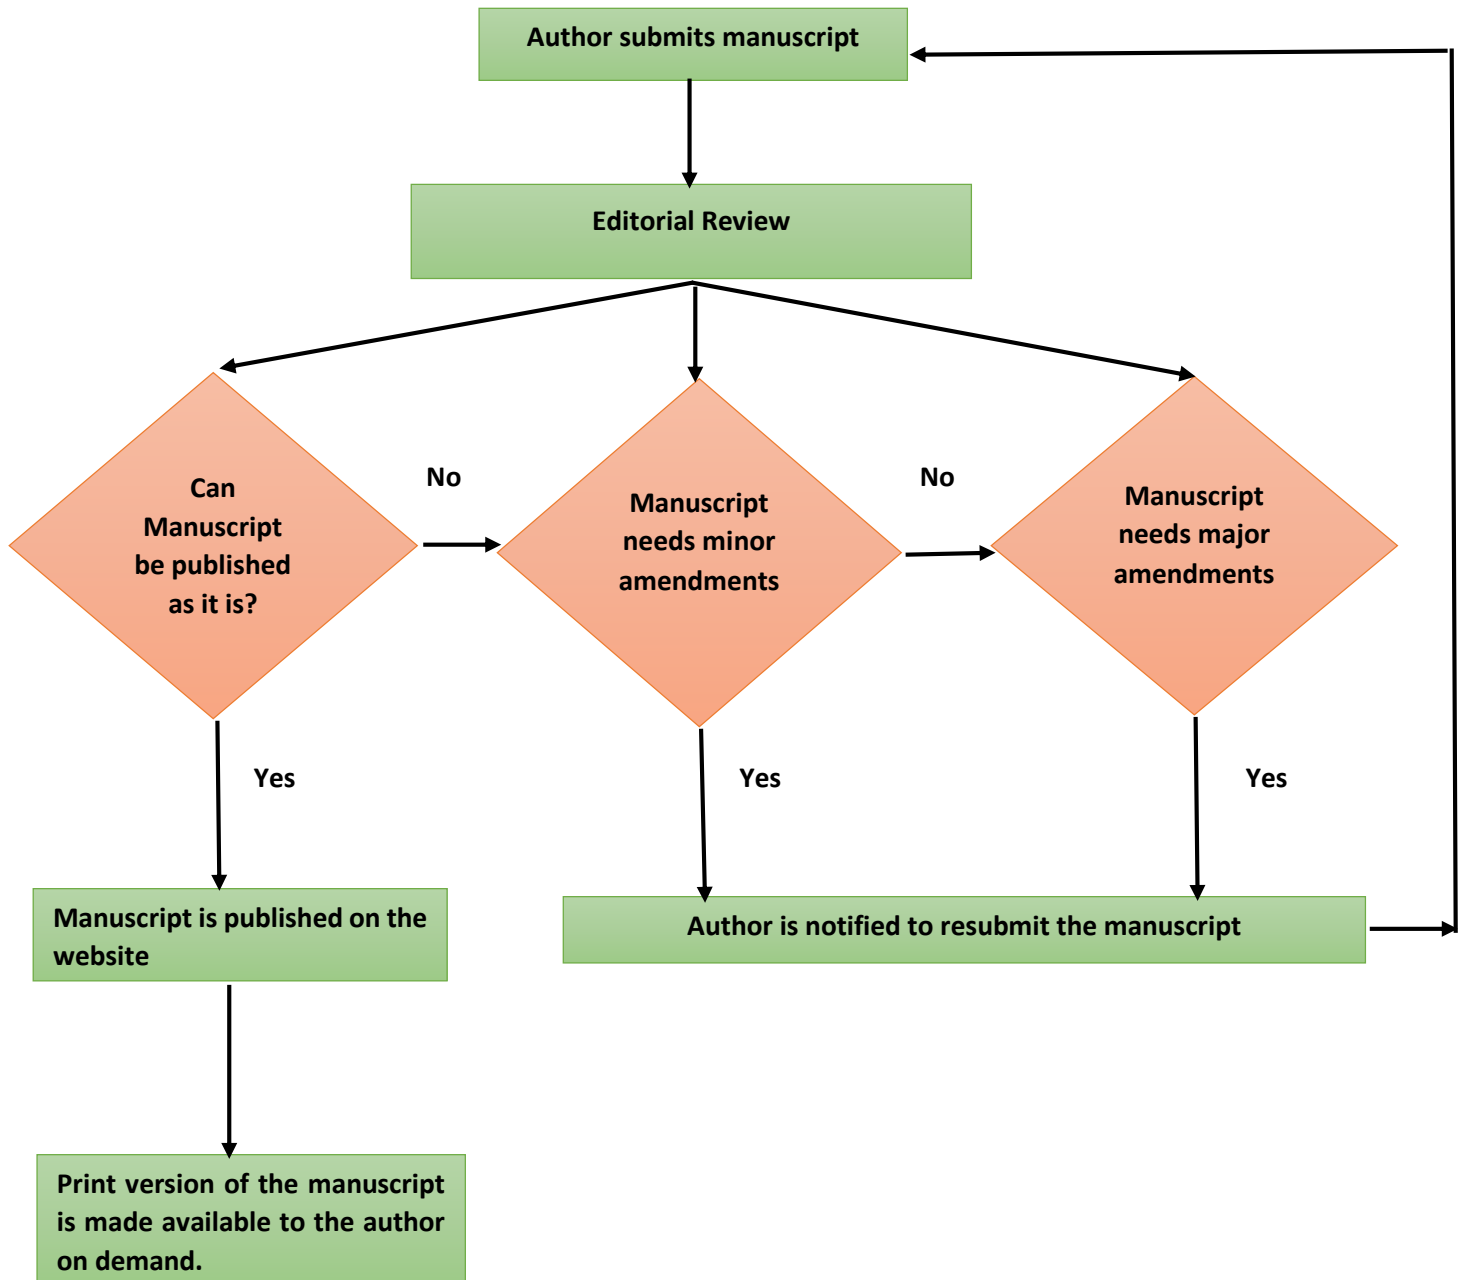 Author submits manuscript
Editorial Review
Can
Manuscript
be published
as it is?
No
Manuscript
needs minor
amendments
No
Manuscript
needs major
amendments
Yes
Yes
Yes
Manuscript is published on the
website
Author is notified to resubmit the manuscript
Print version of the manuscript
is made available to the author
on demand.